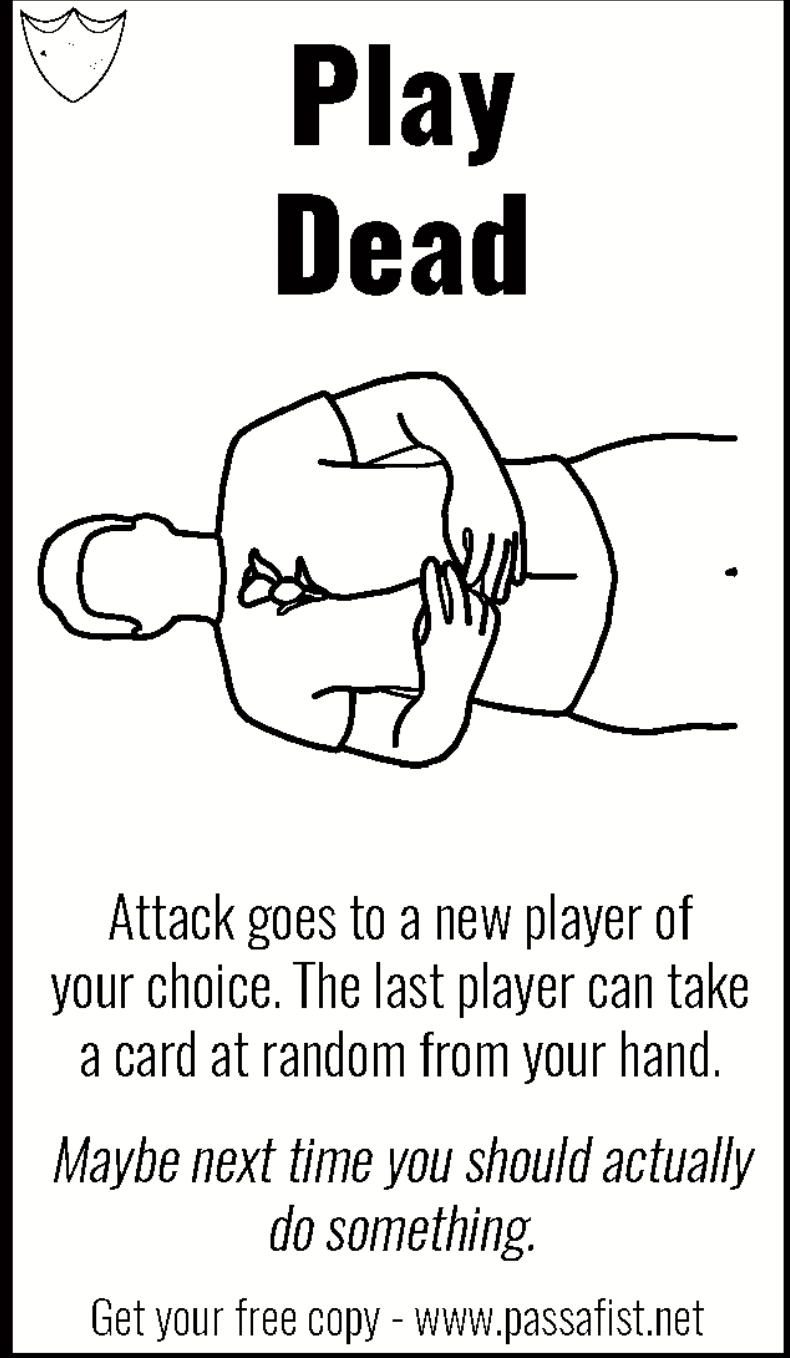 Play
Dead
Attack goes to a new player of
your choice. The last player can take
a card at random from your hand.
Maybe next time you should actually
do something.
Get your free copy - www.passafist.net